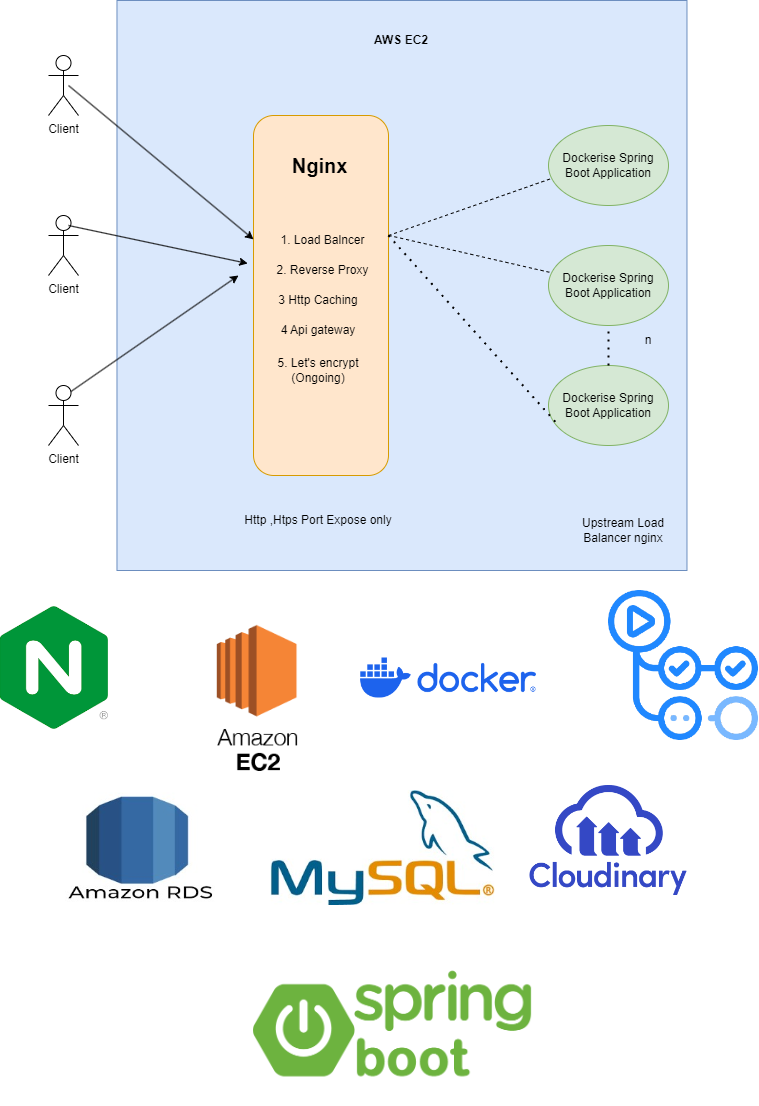 AWS EC2
Client
Client
Client
Nginx
1. Load Balncer
2. Reverse Proxy
3 Http Caching
4 Api gateway
5. Let's encrypt
(Ongoing)
Dockerise Spring
Boot Application
Dockerise Spring
Boot Application
n
Dockerise Spring
Boot Application
Http ,Htps Port Expose only
Upstream Load
Balancer nginx
N
®
Amazon
EC2
docker®
Amazon RDS
MySQL®
Cloudinary
spring
boot